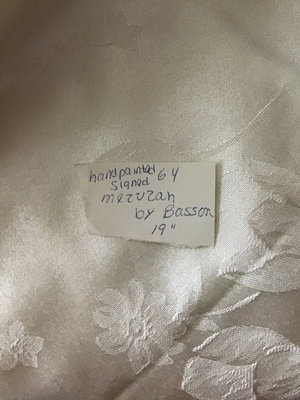 handpainted 64
signed
mezuzah
by Basson
19"